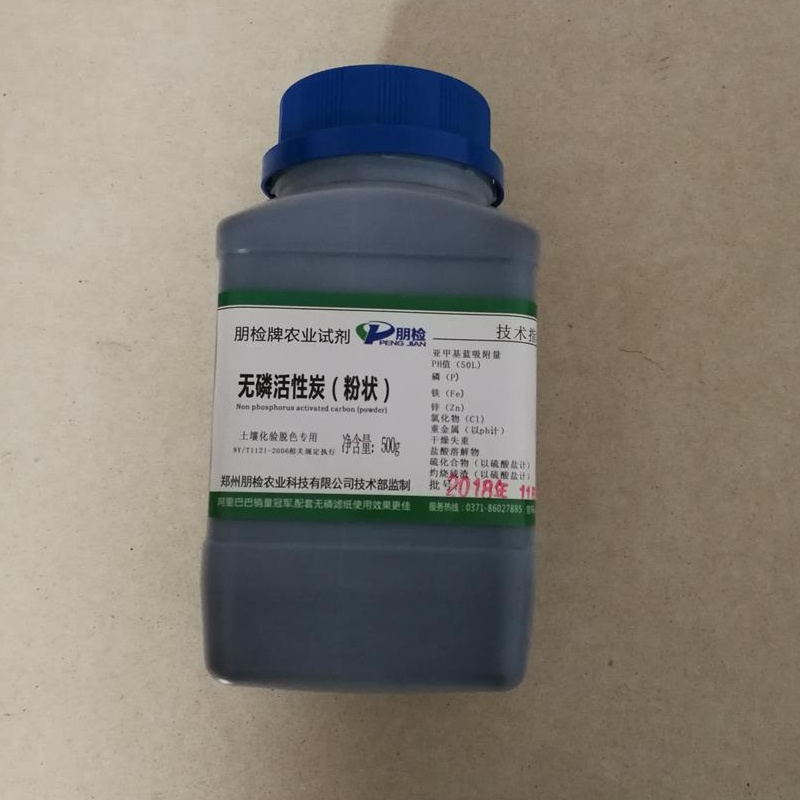 朋检牌农业试剂
朋检
PENG JIAN
无磷活性炭（粉状）
Non phosphorus activated carbon (powder)
土壤化验脱色专用
NY/T1121-2006相关规定执行
净含量：500g
郑州朋检农业科技有限公司技术部监制
阿里巴巴销量冠军,配套无磷滤纸使用效果更佳
技术指
亚甲基蓝吸附量
PH值（50L）
磷（P）
铁（Fe）
锌（Zn）
氯化物（Cl）
重金属（以pb计）
干燥失重
盐酸溶解物
硫化合物（以硫酸盐计）
灼烧残渣（以硫酸盐计）
批号
2018年 11
服务热线：0371-86027885